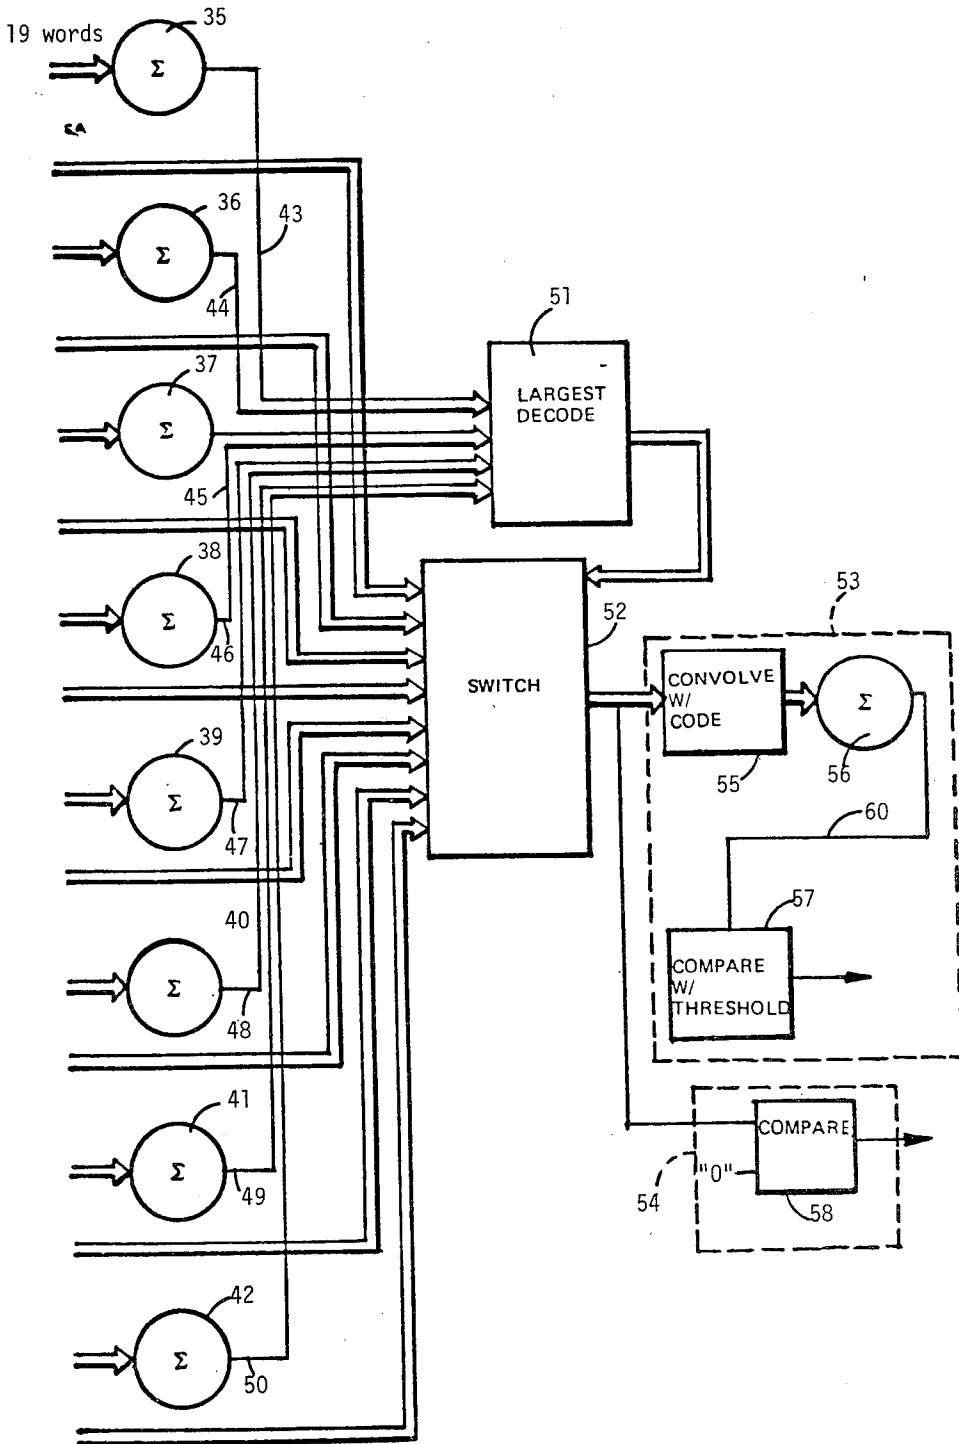 35
19 words
Σ
36
Σ
43
44
51
LARGEST
DECODE
37
Σ
45
38
Σ
46
52
53
SWITCH
CONVOLVE
W/
CODE
Σ
55
56
39
Σ
47
60
40
57
COMPARE
W/
THRESHOLD
Σ
48
41
Σ
49
COMPARE
"0"
54
58
42
Σ
50